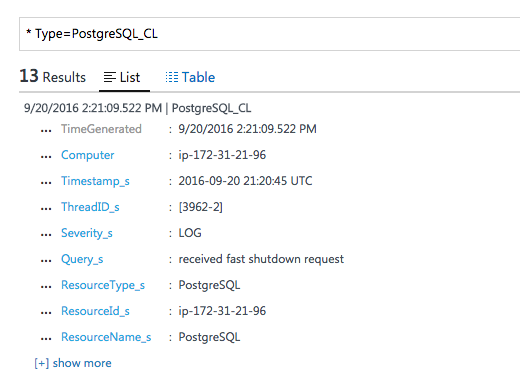 * Type=PostgreSQL_CL
13 Results List Table
9/20/2016 2:21:09.522 PM | PostgreSQL_CL
... TimeGenerated : 9/20/2016 2:21:09.522 PM
... Computer : ip-172-31-21-96
... Timestamp_s : 2016-09-20 21:20:45 UTC
... ThreadID_s : [3962-2]
... Severity_s : LOG
... Query_s : received fast shutdown request
... ResourceType_s : PostgreSQL
... ResourceId_s : ip-172-31-21-96
... ResourceName_s : PostgreSQL
[+] show more